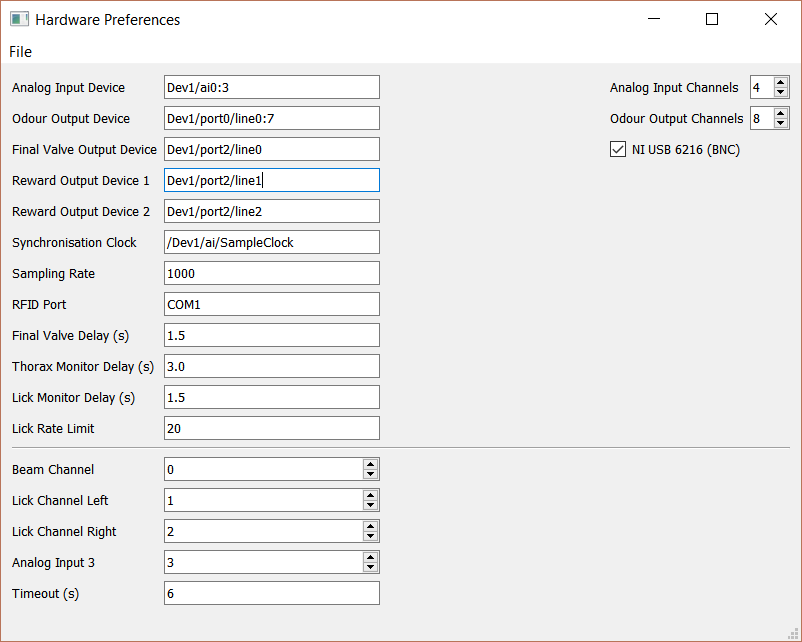 Hardware Preferences
File
Analog Input Device Dev1/ai0:3 Analog Input Channels 4
Odour Output Device Dev1/port0/line0:7 Odour Output Channels 8
Final Valve Output Device Dev1/port2/line0 NI USB 6216 (BNC)
Reward Output Device 1 Dev1/port2/line1
Reward Output Device 2 Dev1/port2/line2
Synchronisation Clock /Dev1/ai/SampleClock
Sampling Rate 1000
RFID Port COM1
Final Valve Delay (s) 1.5
Thorax Monitor Delay (s) 3.0
Lick Monitor Delay (s) 1.5
Lick Rate Limit 20
Beam Channel 0
Lick Channel Left 1
Lick Channel Right 2
Analog Input 3 3
Timeout (s) 6